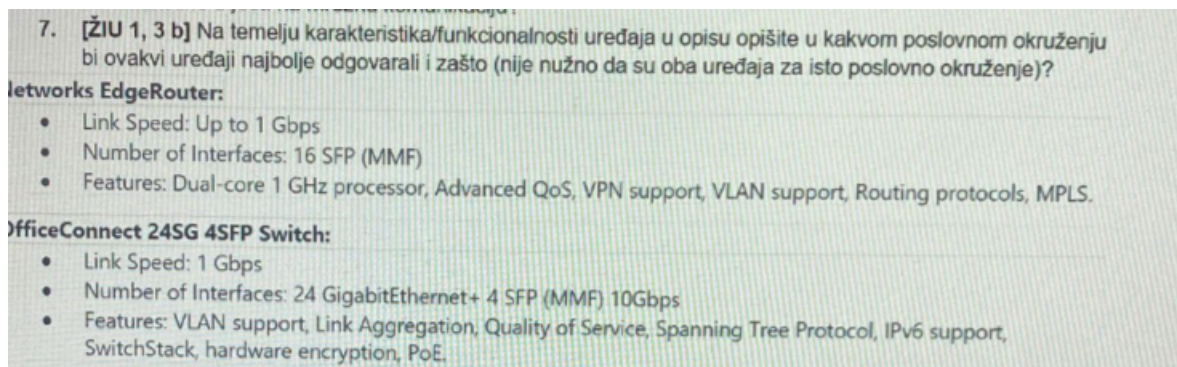 7. [ŽIU 1, 3 b] Na temelju karakteristika/funkcionalnosti uređaja u opisu opišite u kakvom poslovnom okruženju
bi ovakvi uređaji najbolje odgovarali i zašto (nije nužno da su oba uređaja za isto poslovno okruženje)?
letworks EdgeRouter:
• Link Speed: Up to 1 Gbps
• Number of Interfaces: 16 SFP (MMF)
• Features: Dual-core 1 GHz processor, Advanced QoS, VPN support, VLAN support, Routing protocols, MPLS.
OfficeConnect 24SG 4SFP Switch:
• Link Speed: 1 Gbps
• Number of Interfaces: 24 GigabitEthernet+ 4 SFP (MMF) 10Gbps
• Features: VLAN support, Link Aggregation, Quality of Service, Spanning Tree Protocol, IPv6 support,
SwitchStack, hardware encryption, PoE.